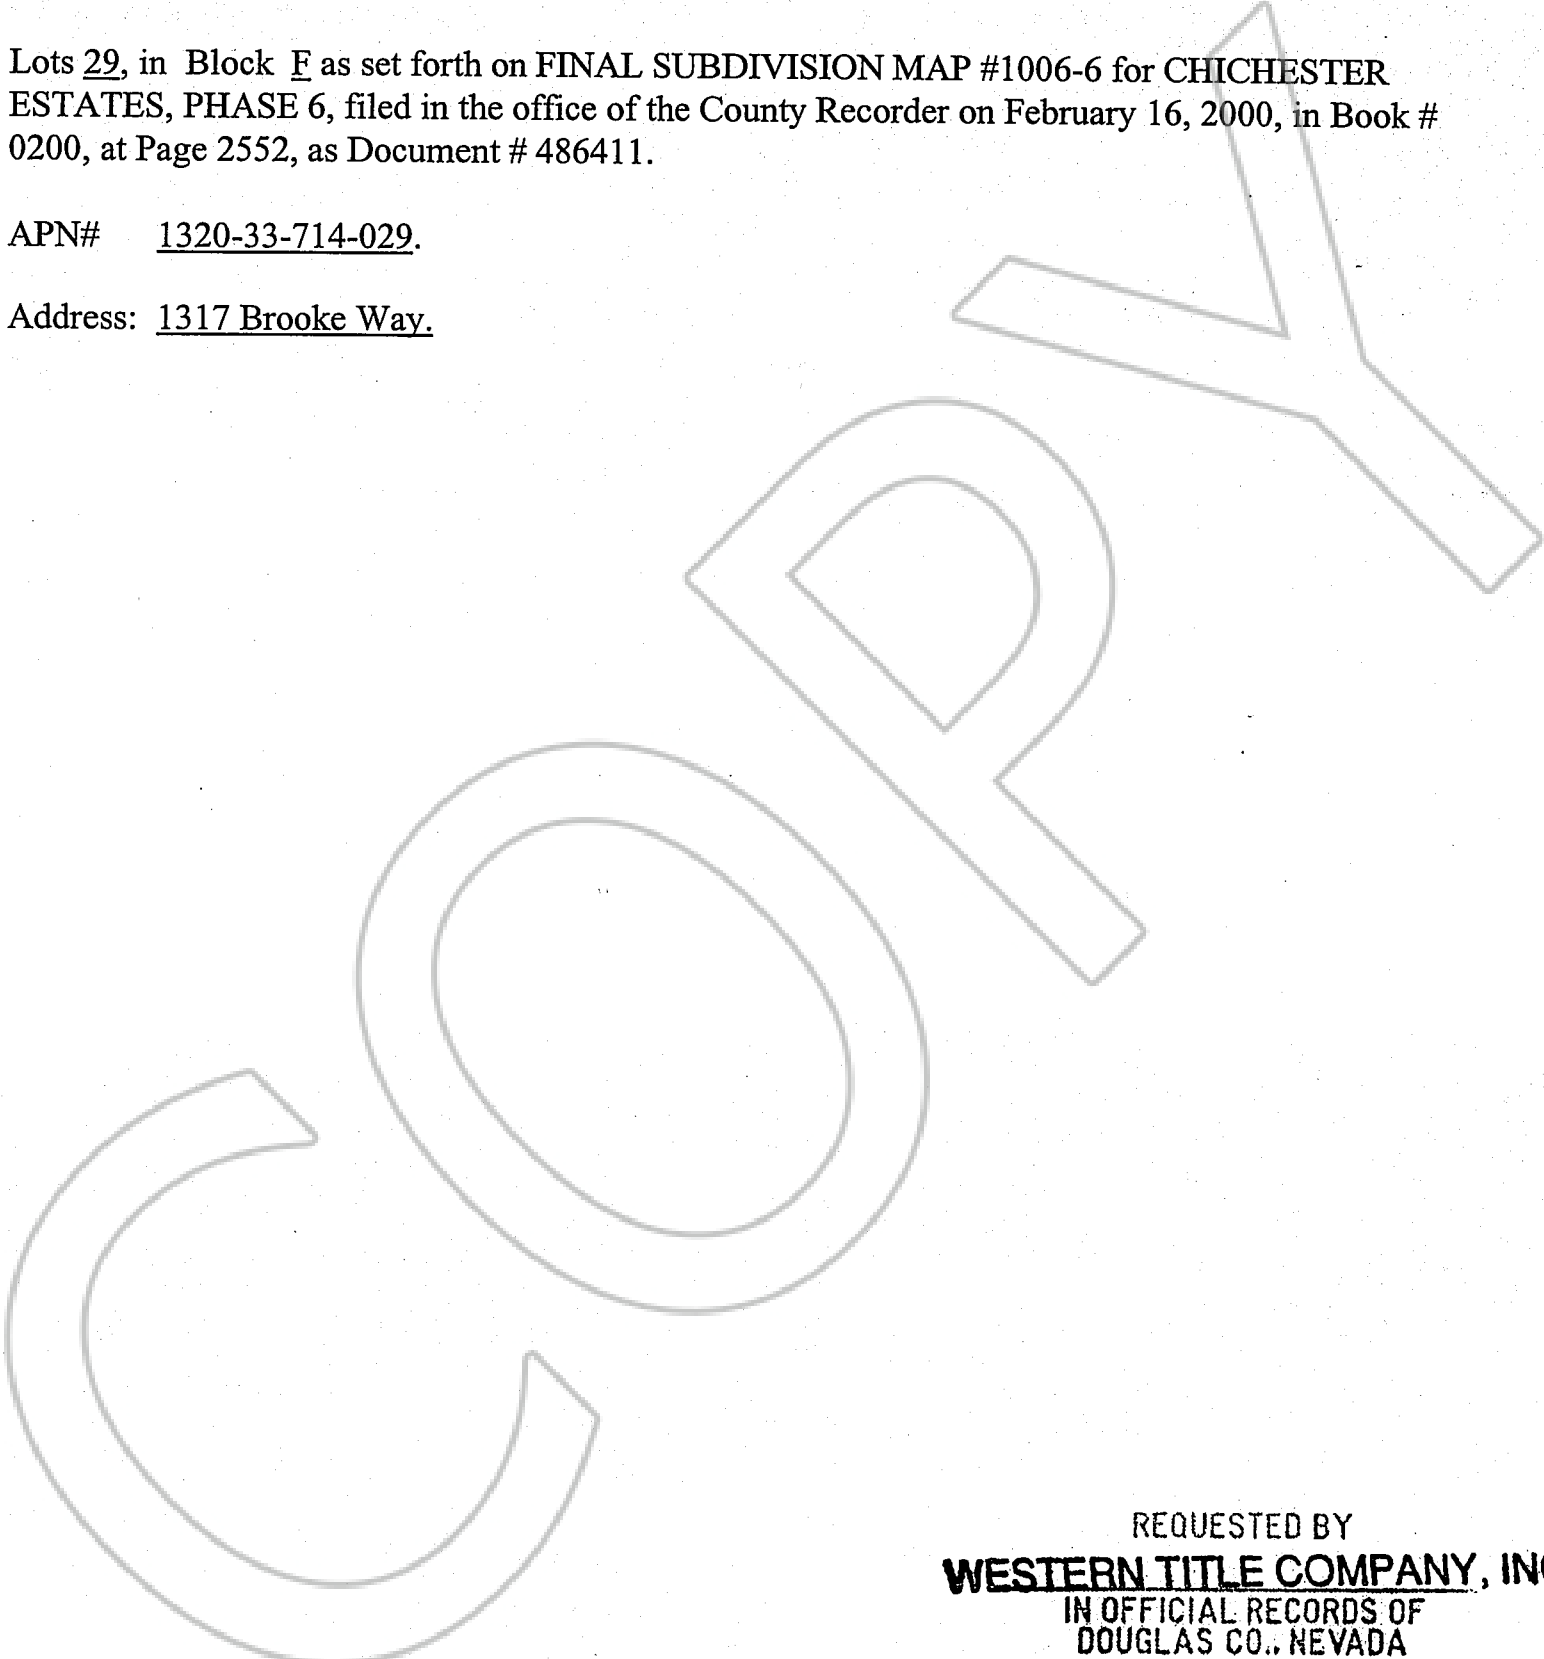 Lots 29, in Block F as set forth on FINAL SUBDIVISION MAP #1006-6 for CHICHESTER
ESTATES, PHASE 6, filed in the office of the County Recorder on February 16, 2000, in Book #
0200, at Page 2552, as Document # 486411.
APN# 1320-33-714-029.
Address: 1317 Brooke Way.
COPY
REQUESTED BY
WESTERN TITLE COMPANY, INC
IN OFFICIAL RECORDS OF
DOUGLAS CO., NEVADA